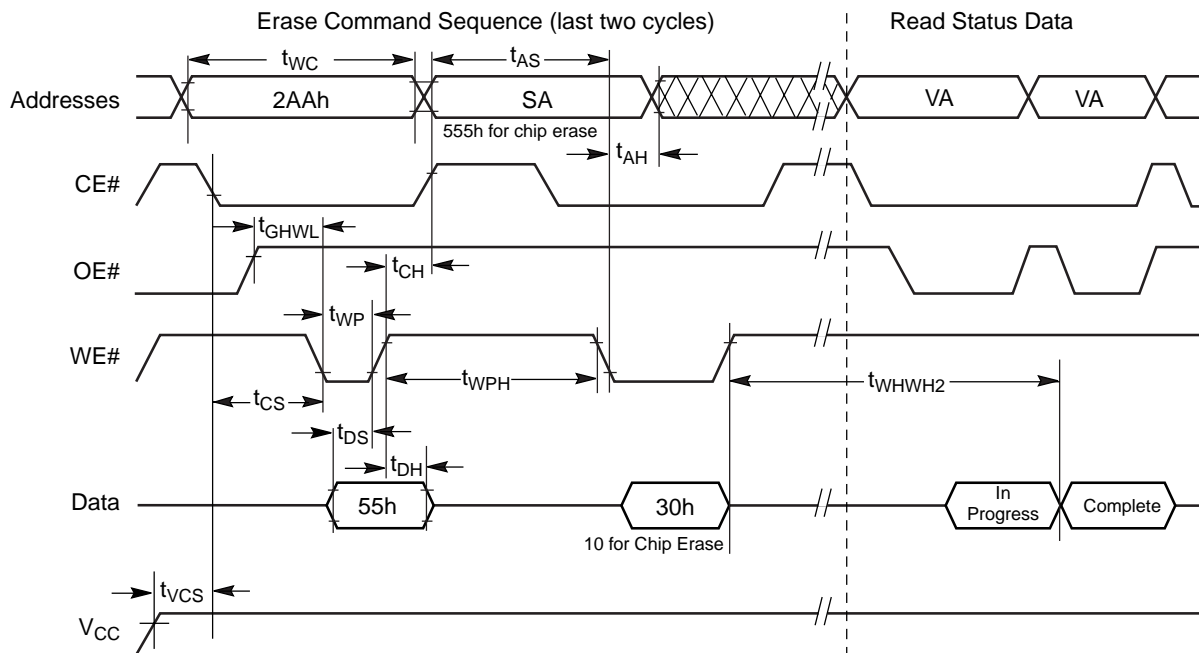 Erase Command Sequence (last two cycles)
Read Status Data
tWC
tAS
Addresses
2AAh
SA
VA
VA
555h for chip erase
tAH
CE#
tGHWL
OE#
tCH
tWP
WE#
tWPH
tWHWH2
tCS
tDS
tDH
Data
55h
30h
In
Progress
Complete
10 for Chip Erase
tVCS
VCC